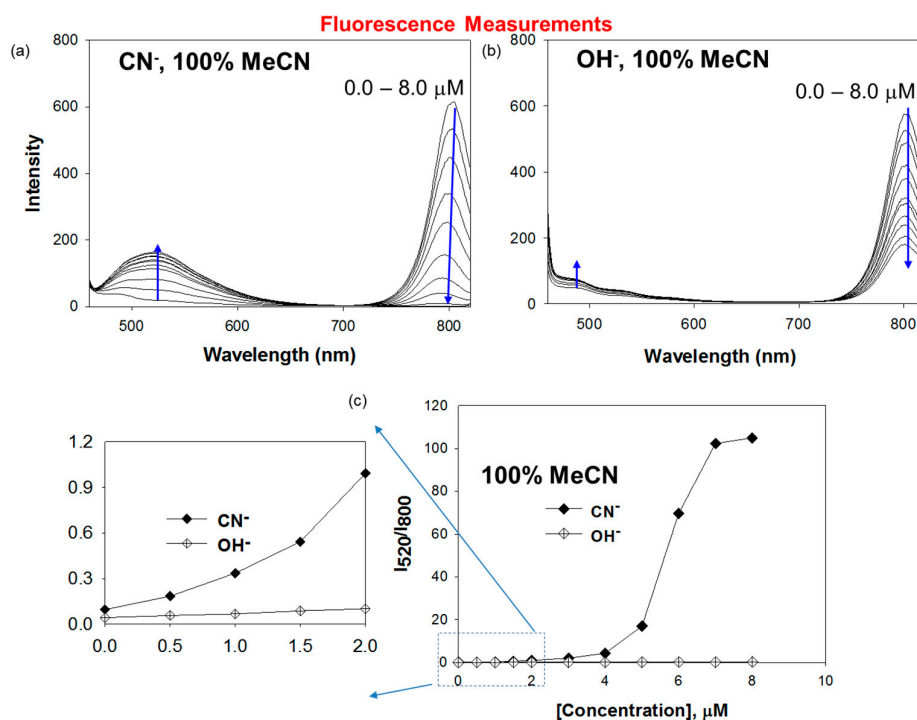 Fluorescence Measurements
(a)
CN⁻, 100% MeCN
0.0 – 8.0 μM
800
600
400
200
0
Intensity
500
600
700
800
Wavelength (nm)
(b)
OH⁻, 100% MeCN
0.0 – 8.0 μM
800
600
400
200
0
500
600
700
800
Wavelength (nm)
(c)
1.2
0.9
0.6
0.3
0.0
CN⁻
OH⁻
0.0
0.5
1.0
1.5
2.0
120
100
80
60
40
20
0
I520/I800
100% MeCN
CN⁻
OH⁻
0
2
4
6
8
10
[Concentration], μM